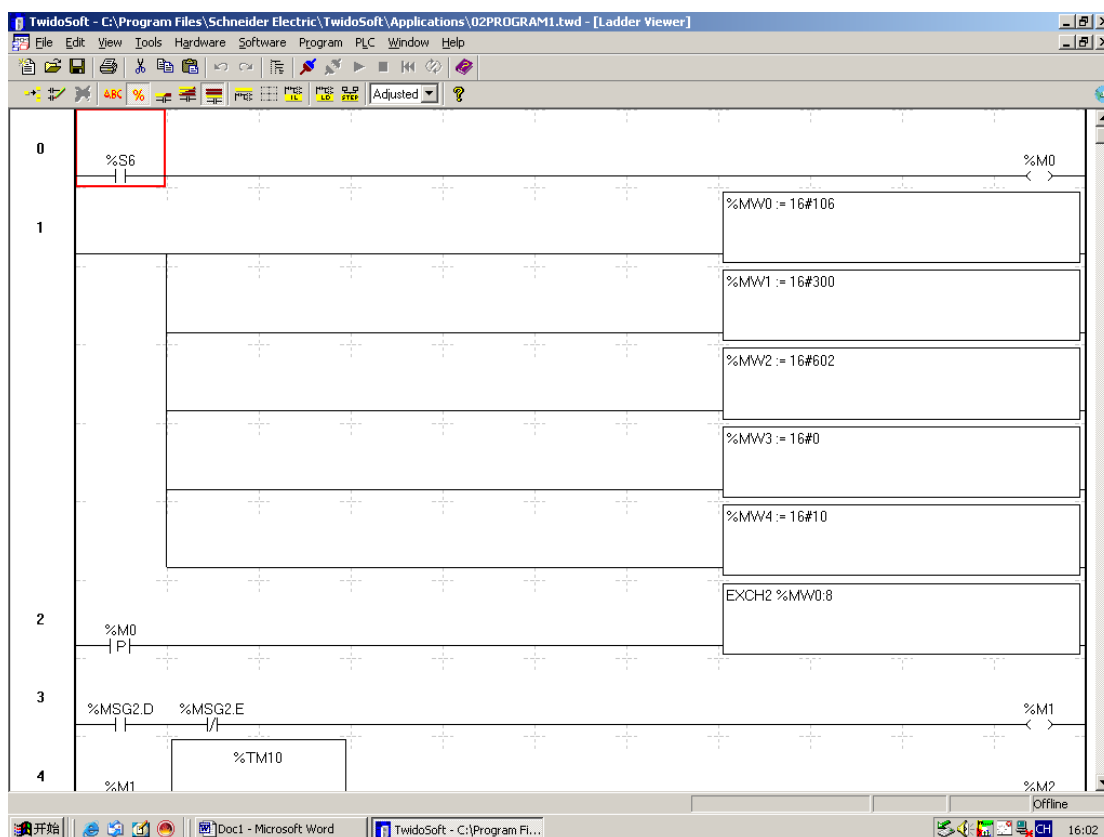 TwidoSoft - C:\Program Files\Schneider Electric\TwidoSoft\Applications\02PROGRAM1.twd - [Ladder Viewer]
File Edit View Tools Hardware Software Program PLC Window Help
ABC % Adjusted
0
%S6 %M0
%MW0 := 16#106
1
%MW1 := 16#300
%MW2 := 16#602
%MW3 := 16#0
%MW4 := 16#10
EXCH2 %MW0:8
2
%M0
P
3
%MSG2.D %MSG2.E %M1
%TM10
4
%M1 %M2
Offline
开始 Doc1 - Microsoft Word TwidoSoft - C:\Program Fi... CH 16:02